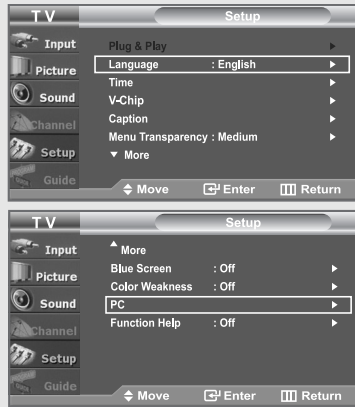 TV Setup
Input
Picture
Sound
Channel
Setup
Guide
Plug & Play ►
Language : English ►
Time ►
V-Chip ►
Caption ►
Menu Transparency : Medium ►
▼ More
Move Enter Return
TV Setup
Input
Picture
Sound
Channel
Setup
Guide
▲ More
Blue Screen : Off ►
Color Weakness : Off ►
PC ►
Function Help : Off ►
Move Enter Return